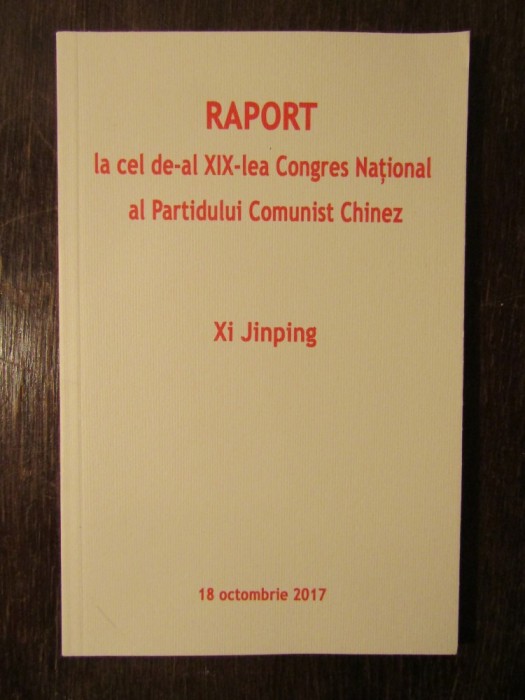 RAPORT
la cel de-al XIX-lea Congres Național
al Partidului Comunist Chinez
Xi Jinping
18 octombrie 2017